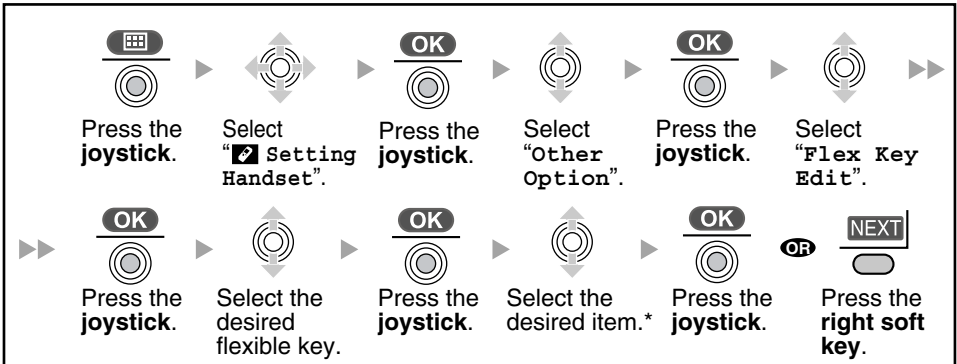 OK OK
Press the joystick.
Select "Setting Handset".
Press the joystick.
Select "Other Option".
Press the joystick.
Select "Flex Key Edit".
OK OK OK OR NEXT
Press the joystick.
Select the desired flexible key.
Press the joystick.
Select the desired item.*
Press the joystick.
Press the right soft key.